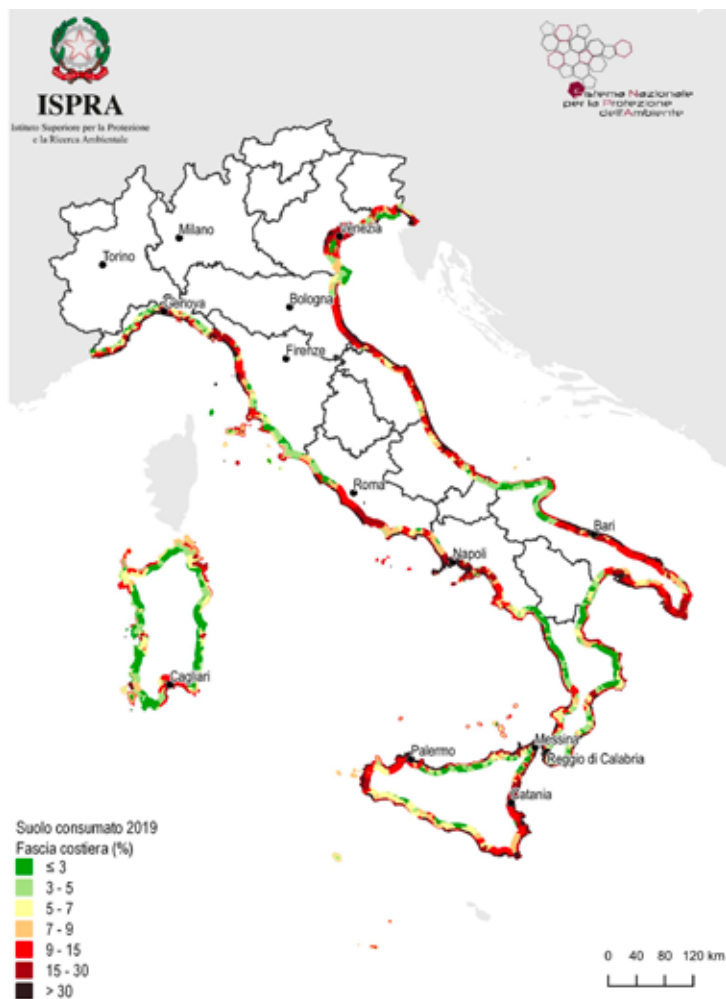 ISPRA
Istituto Superiore per la Protezione
e la Ricerca Ambientale
Sistema Nazionale
per la Protezione
dell'Ambiente
Venezia
Milano
Torino
Genova
Bologna
Firenze
Roma
Bari
Napoli
Cagliari
Messina
Palermo
Reggio di Calabria
Catania
Suolo consumato 2019
Fascia costiera (%)
≤ 3
3 - 5
5 - 7
7 - 9
9 - 15
15 - 30
> 30
0 40 80 120 km